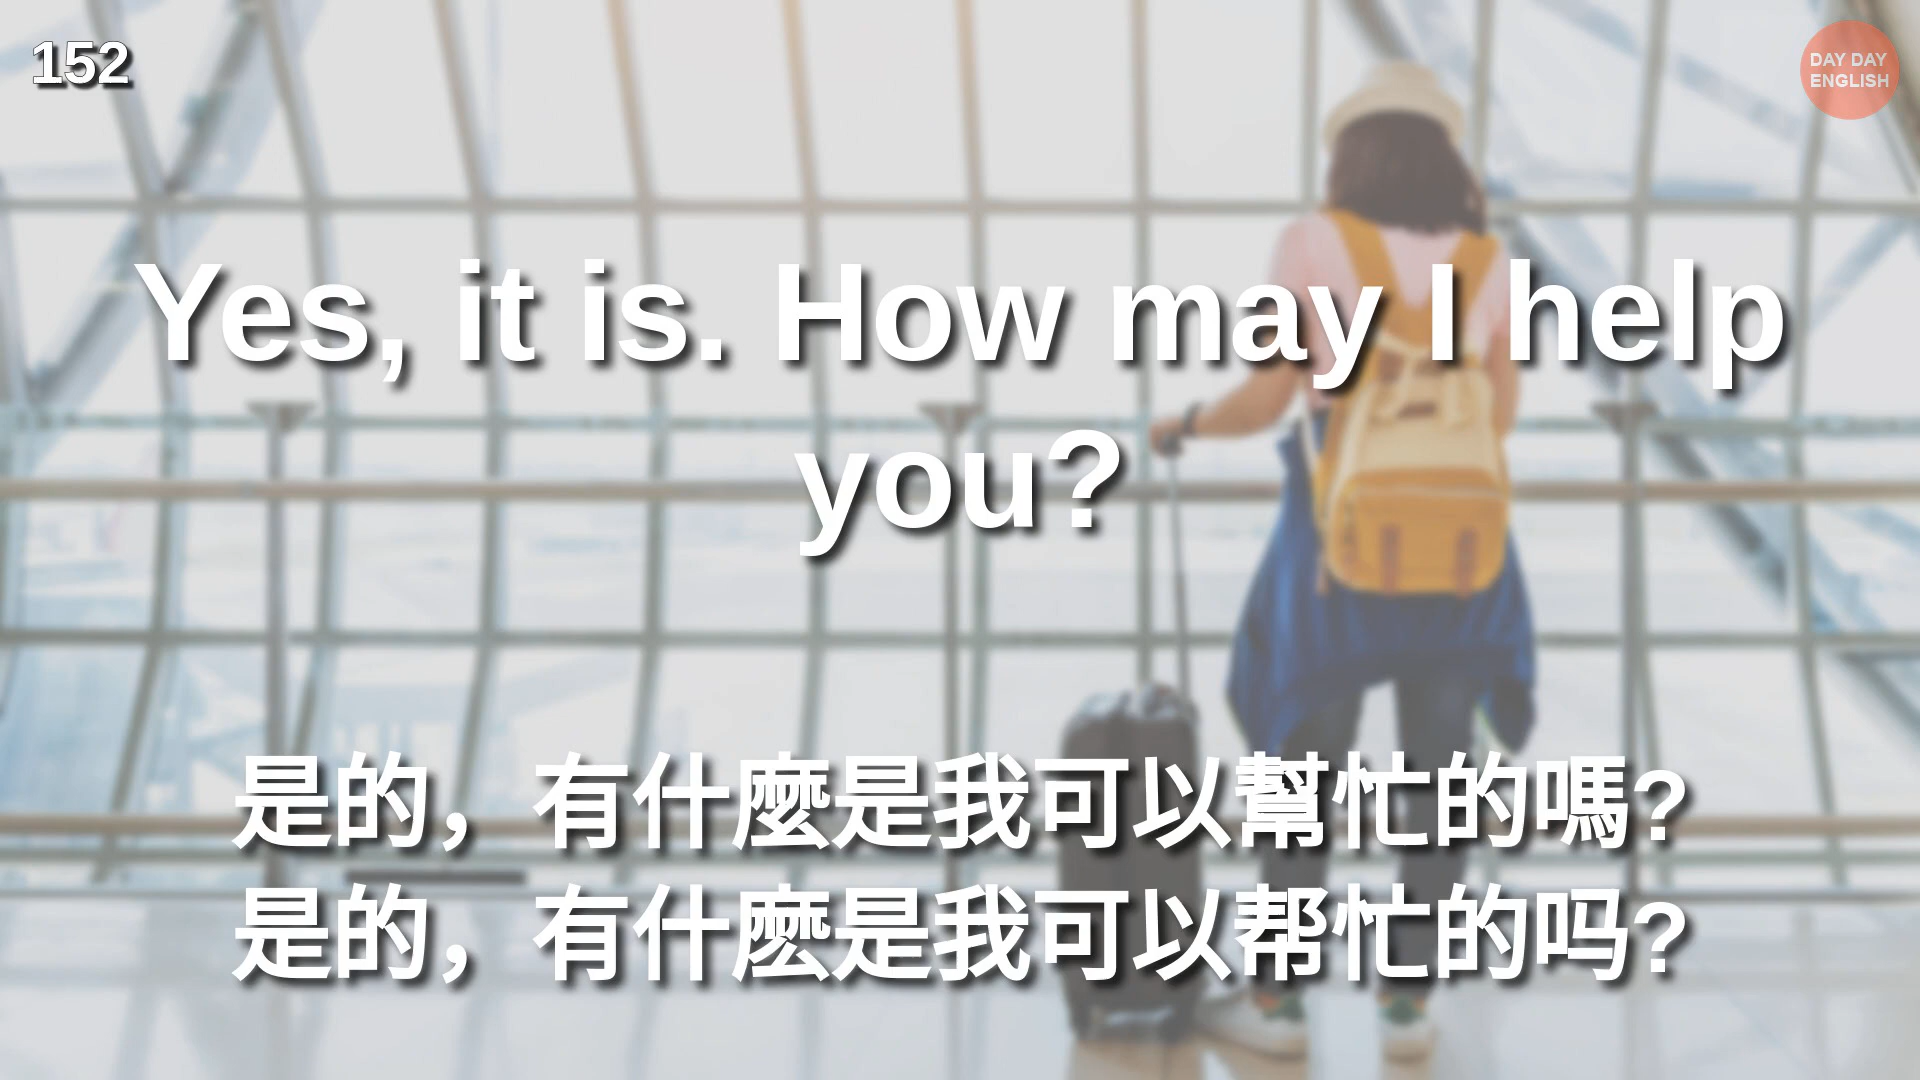 152
DAY DAY
ENGLISH
Yes, it is. How may I help
you?
是的，有什麼是我可以幫忙的嗎?
是的，有什麽是我可以帮忙的吗?